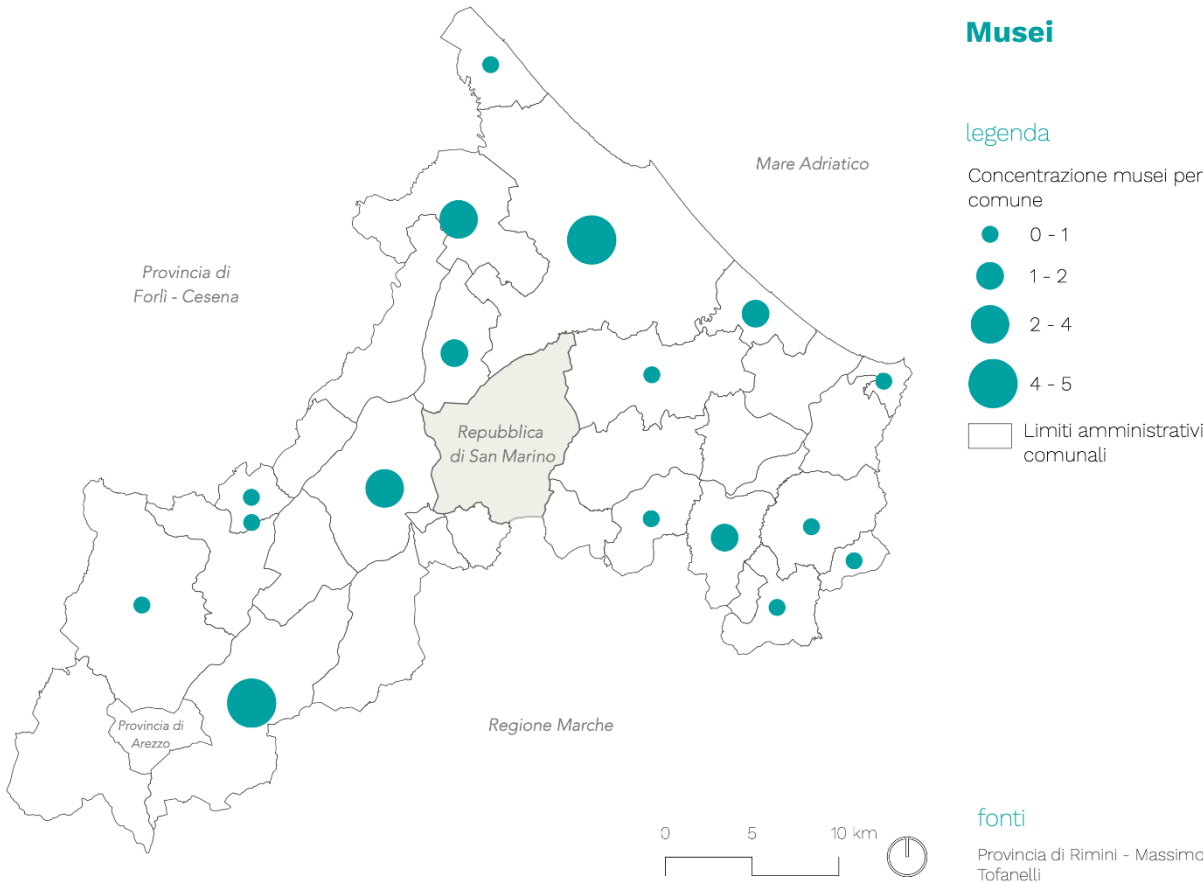 Musei
legenda
Concentrazione musei per
comune
0 - 1
1 - 2
2 - 4
4 - 5
Limiti amministrativi
comunali
Mare Adriatico
Provincia di
Forlì - Cesena
Repubblica
di San Marino
Provincia di
Arezzo
Regione Marche
0 5 10 km
fonti
Provincia di Rimini - Massimo
Tofanelli